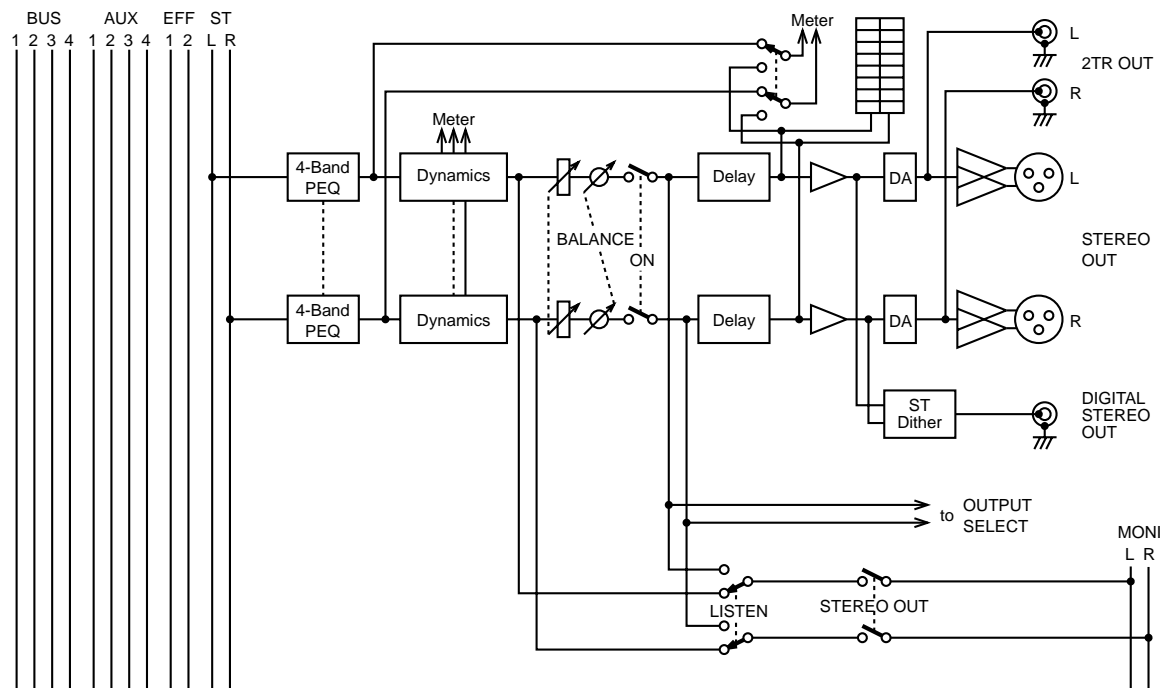 BUS AUX EFF ST
1 2 3 4 1 2 3 4 1 2 L R
Meter
L
2TR OUT
R
Meter
4-Band
PEQ
Dynamics
Delay
DA
L
BALANCE
ON
STEREO
OUT
4-Band
PEQ
Dynamics
Delay
DA
R
ST
Dither
DIGITAL
STEREO
OUT
to OUTPUT
SELECT
MONI
L R
LISTEN
STEREO OUT